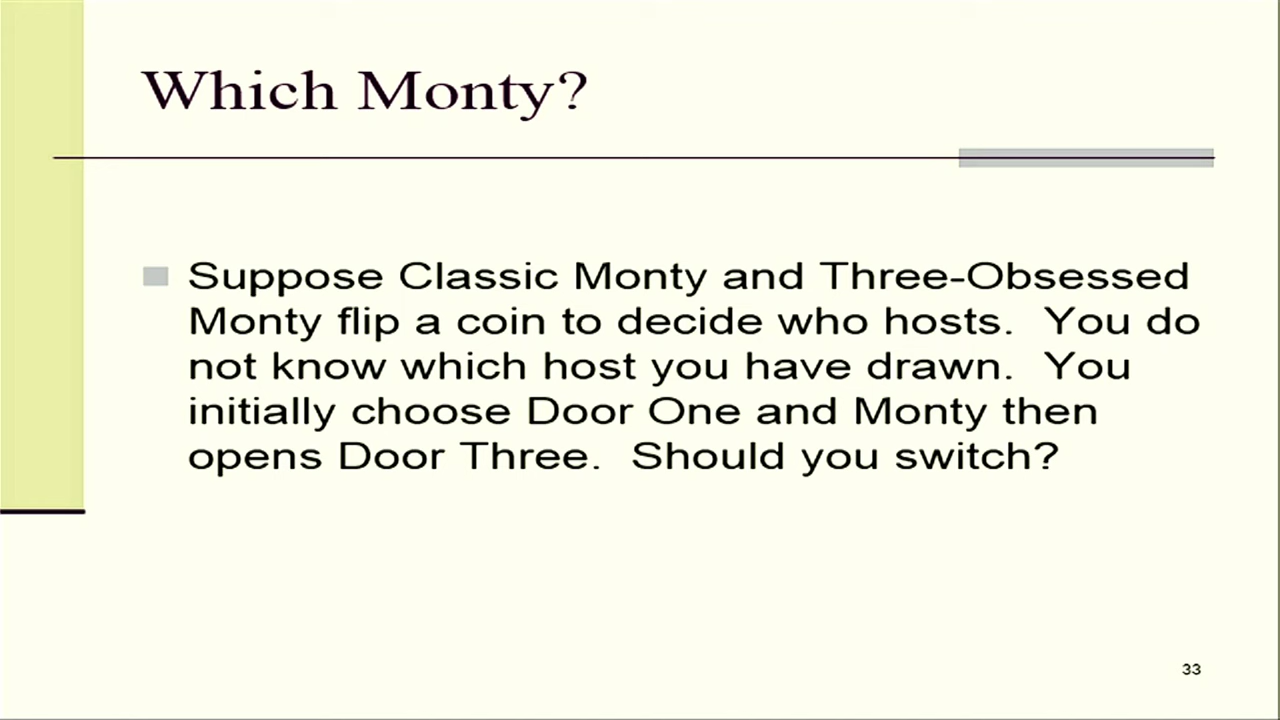 Which Monty?
Suppose Classic Monty and Three-Obsessed
Monty flip a coin to decide who hosts.  You do
not know which host you have drawn.  You
initially choose Door One and Monty then
opens Door Three.  Should you switch?
33